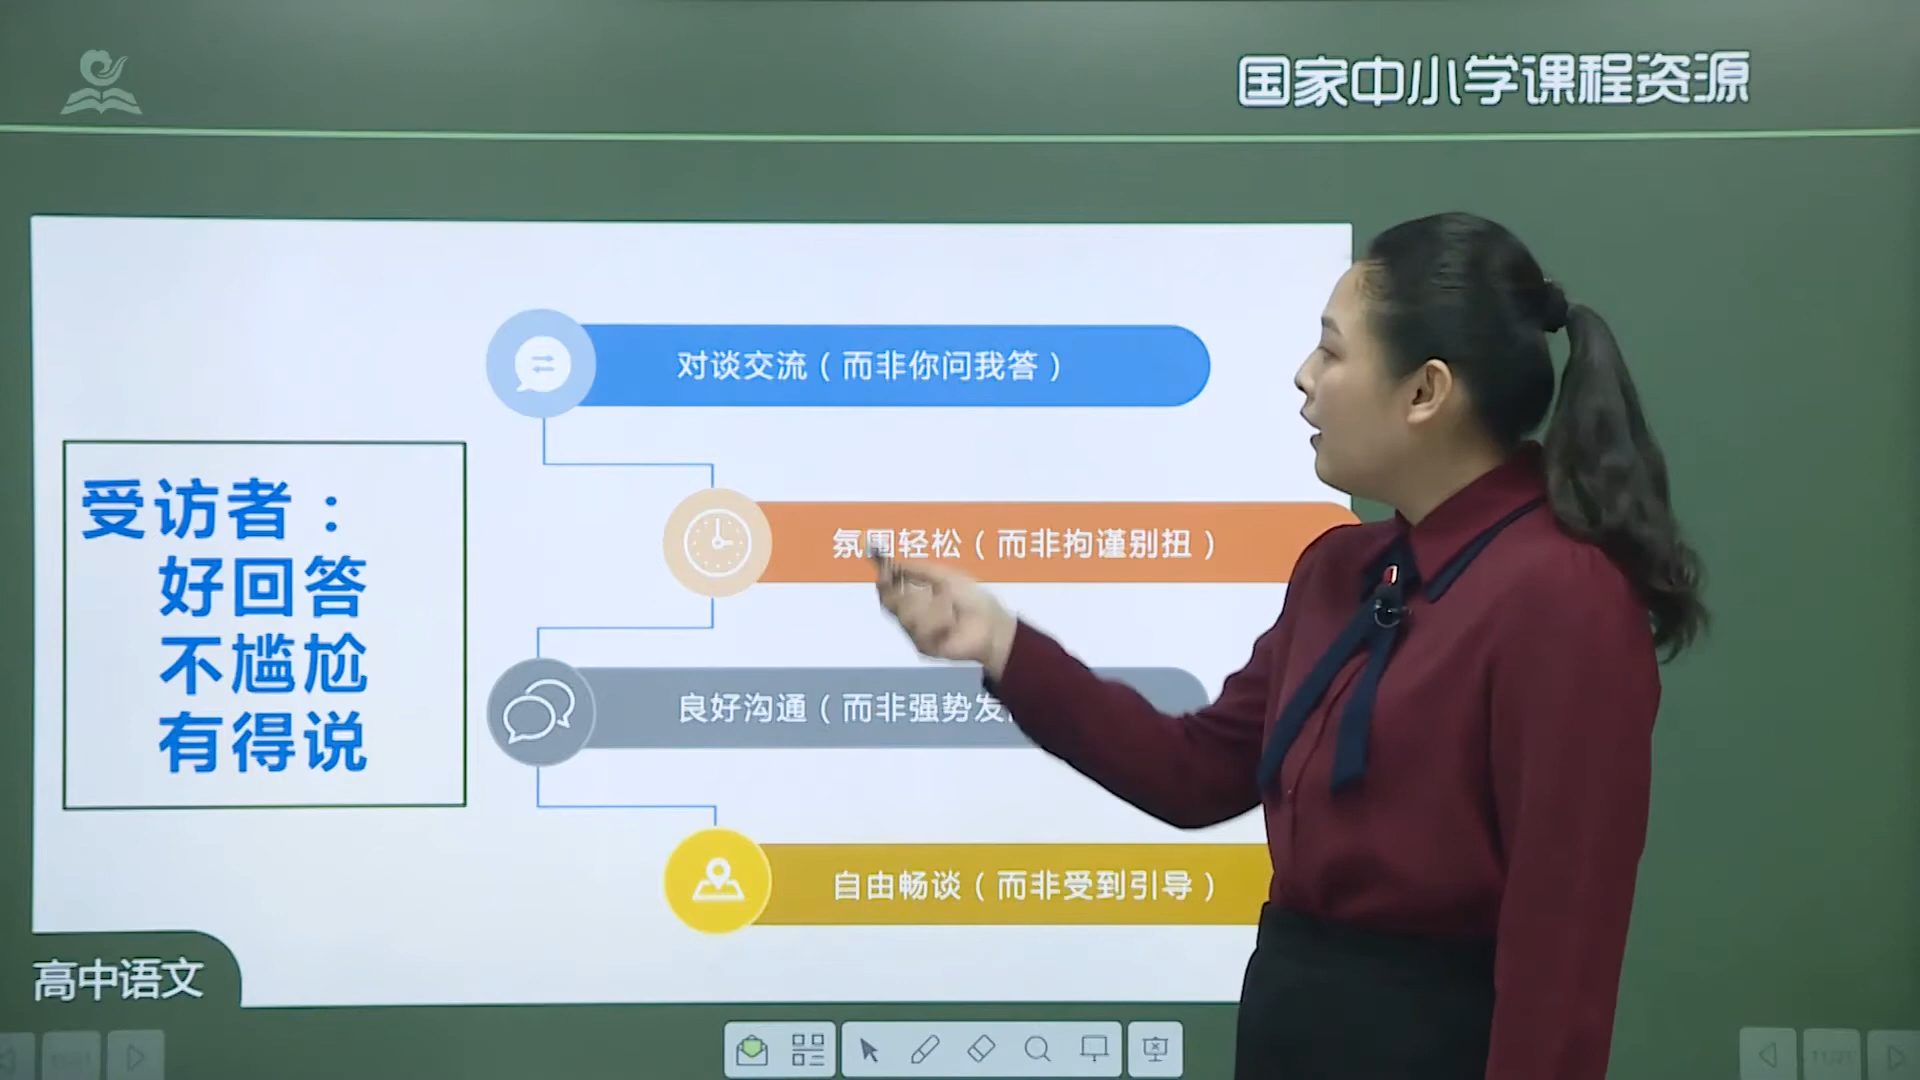 国家中小学课程资源
对谈交流（而非你问我答）
受访者：
好回答
不尴尬
有得说
氛围轻松（而非拘谨别扭）
良好沟通（而非强势发
自由畅谈（而非受到引导）
高中语文